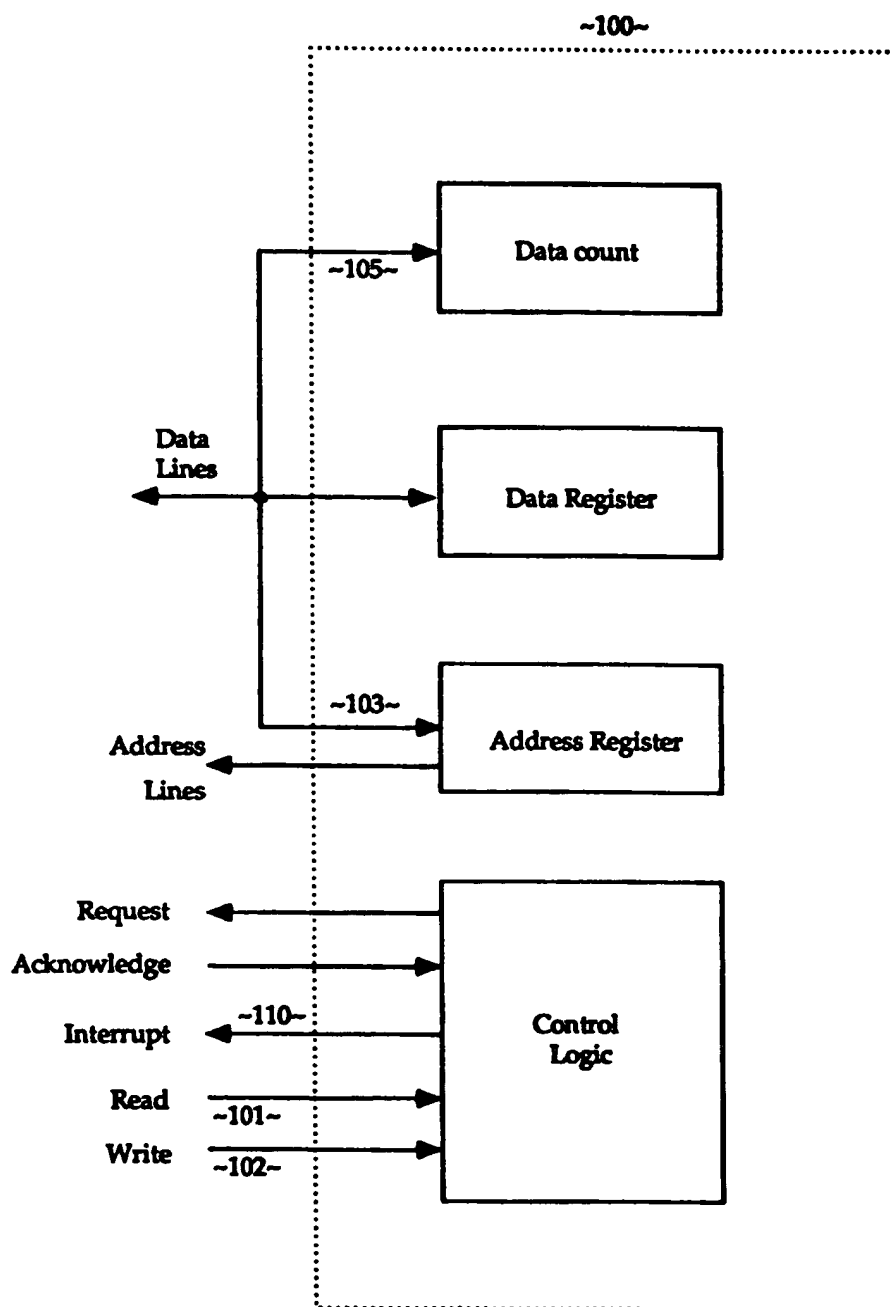 ~100~
Data count
~105~
Data
Lines
Data Register
~103~
Address
Lines
Address Register
Request
Acknowledge
~110~
Interrupt
Control
Logic
Read
~101~
Write
~102~